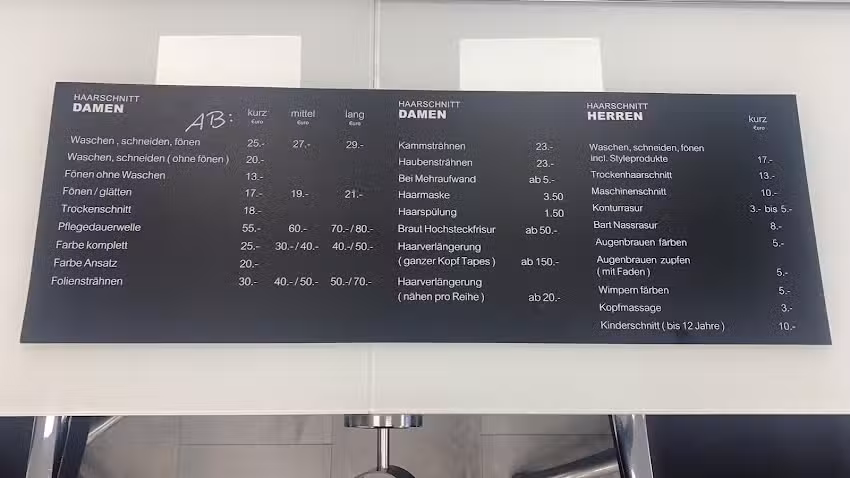 HAARSCHNITT
DAMEN
AB:
kurz mittel lang
€uro €uro €uro
Waschen , schneiden, fönen 25.- 27.- 29.-
Waschen, schneiden ( ohne fönen ) 20.-
Fönen ohne Waschen 13.-
Fönen / glätten 17.- 19.- 21.-
Trockenschnitt 18.-
Pflegedauerwelle 55.- 60.- 70.- / 80.-
Farbe komplett 25.- 30.- / 40.- 40.- / 50.-
Farbe Ansatz 20.-
Foliensträhnen 30.- 40.- / 50.- 50.- / 70.-
HAARSCHNITT
DAMEN
Kammsträhnen 23.-
Haubensträhnen 23.-
Bei Mehraufwand ab 5.-
Haarmaske 3.50
Haarspülung 1.50
Braut Hochsteckfrisur ab 50.-
Haarverlängerung
( ganzer Kopf Tapes ) ab 150.-
Haarverlängerung
( nähen pro Reihe ) ab 20.-
HAARSCHNITT
HERREN
kurz
€uro
Waschen, schneiden, fönen
incl. Styleprodukte 17.-
Trockenhaarschnitt 13.-
Maschinenschnitt 10.-
Konturrasur 3.- bis 5.-
Bart Nassrasur 8.-
Augenbrauen färben 5.-
Augenbrauen zupfen
( mit Faden ) 5.-
Wimpern färben 5.-
Kopfmassage 3.-
Kinderschnitt ( bis 12 Jahre ) 10.-